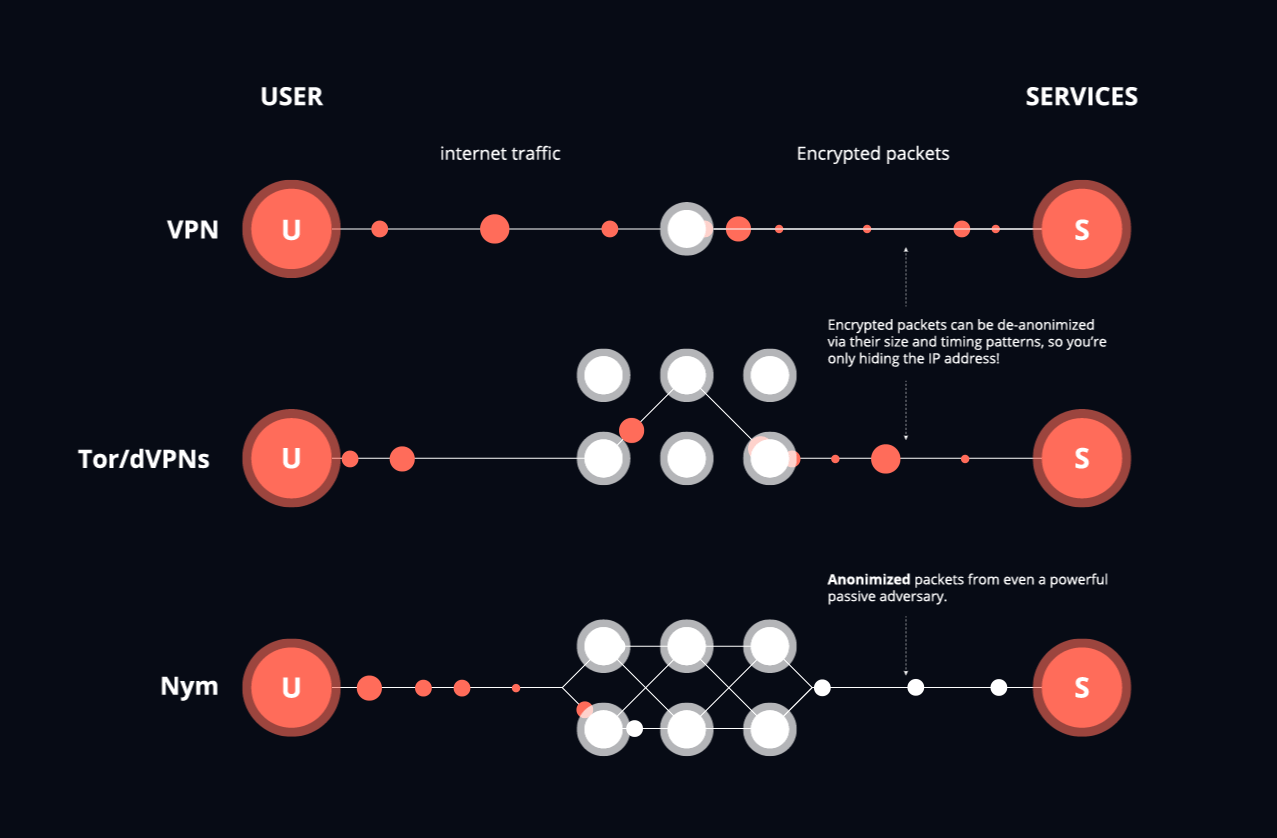 USER
SERVICES
internet traffic
Encrypted packets
VPN
U
S
Encrypted packets can be de-anonimized
via their size and timing patterns, so you're
only hiding the IP address!
Tor/dVPNs
U
S
Anonimized packets from even a powerful
passive adversary.
Nym
U
S